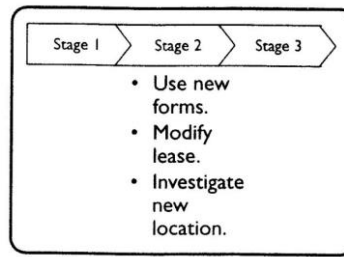 Stage 1 Stage 2 Stage 3
• Use new
forms.
• Modify
lease.
• Investigate
new
location.